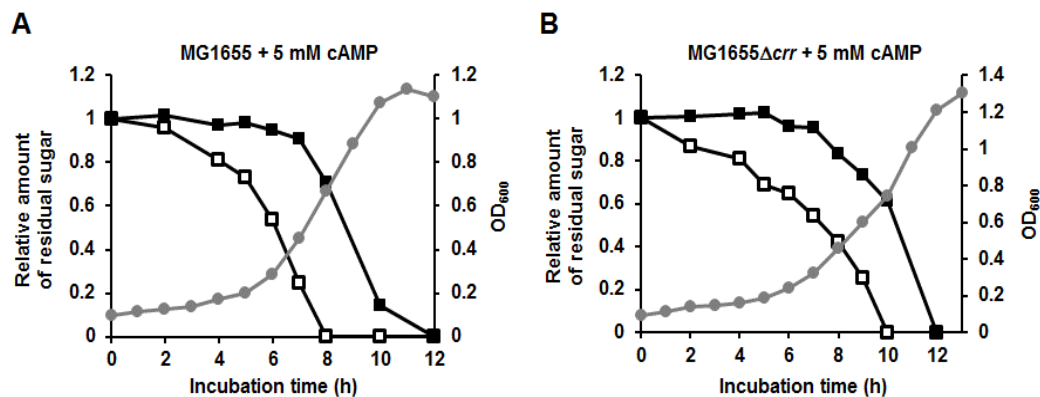 A
MG1655 + 5 mM cAMP
Relative amount
of residual sugar
1.2
1
0.8
0.6
0.4
0.2
0
1.2
1
0.8
0.6
0.4
0.2
0
OD600
0 2 4 6 8 10 12
Incubation time (h)
B
MG1655Δcrr + 5 mM cAMP
Relative amount
of residual sugar
1.2
1
0.8
0.6
0.4
0.2
0
1.4
1.2
1
0.8
0.6
0.4
0.2
0
OD600
0 2 4 6 8 10 12
Incubation time (h)